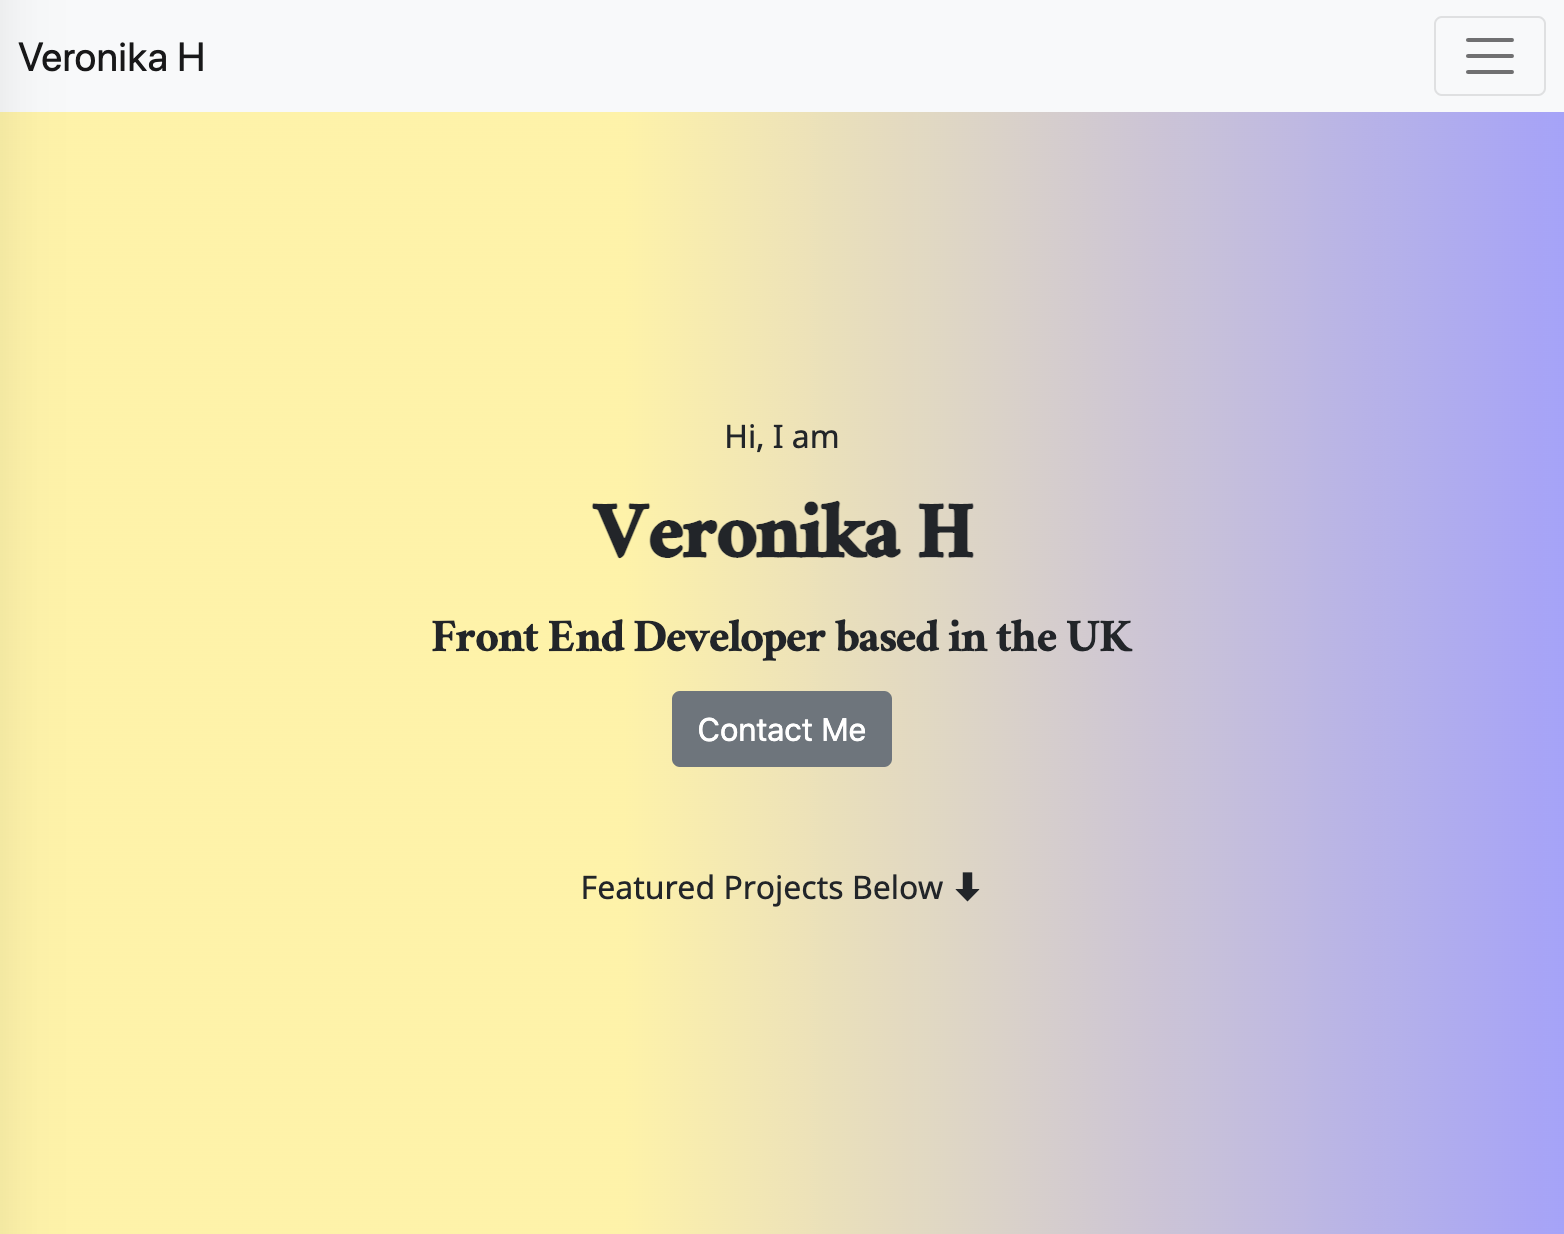 Veronika H
Hi, I am
Veronika H
Front End Developer based in the UK
Contact Me
Featured Projects Below ⬇